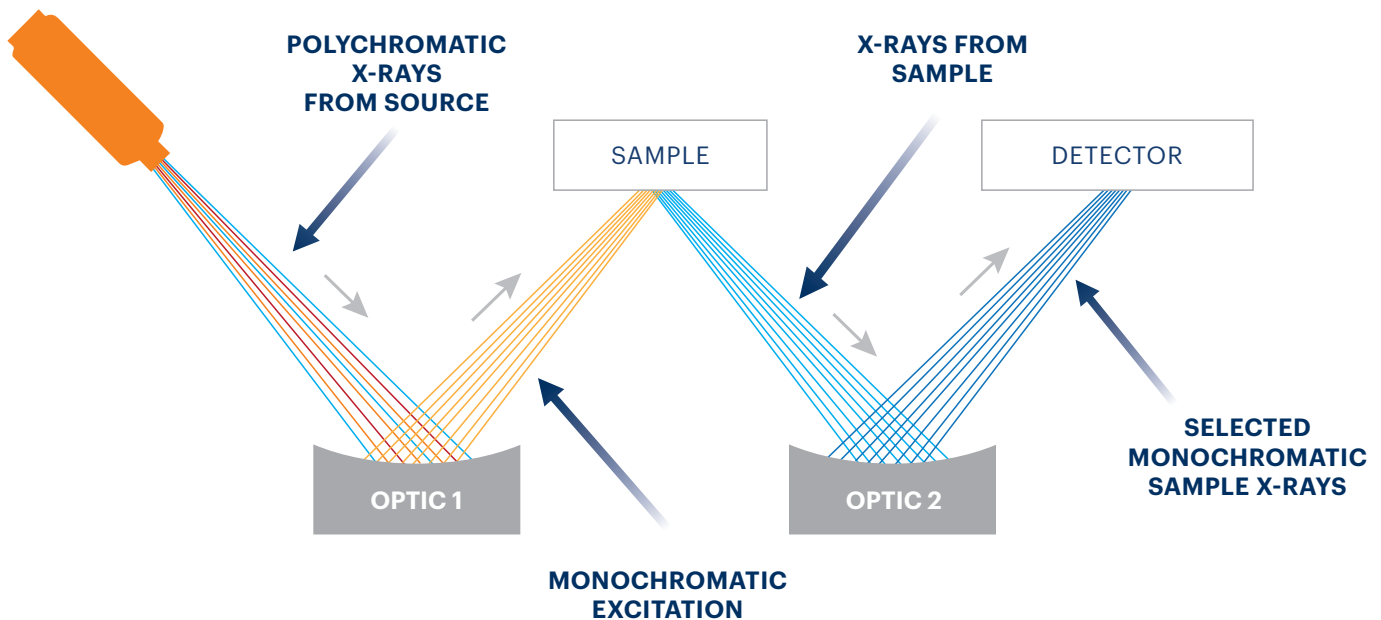 POLYCHROMATIC
X-RAYS
FROM SOURCE
X-RAYS FROM
SAMPLE
SAMPLE
DETECTOR
OPTIC 1
OPTIC 2
SELECTED
MONOCHROMATIC
SAMPLE X-RAYS
MONOCHROMATIC
EXCITATION